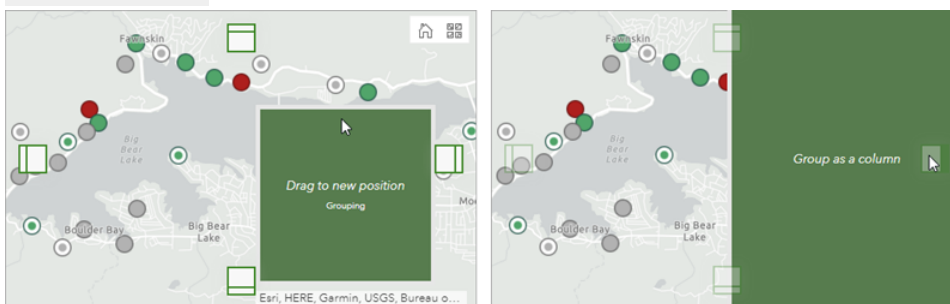 Fawnskin
Big
Bear
Lake
Drag to new position
Grouping
Boulder Bay
Big Bear
Lake
Esri, HERE, Garmin, USGS, Bureau o...
Fawnskin
Big
Bear
Lake
Group as a column
Boulder Bay
Big Bear
Lake